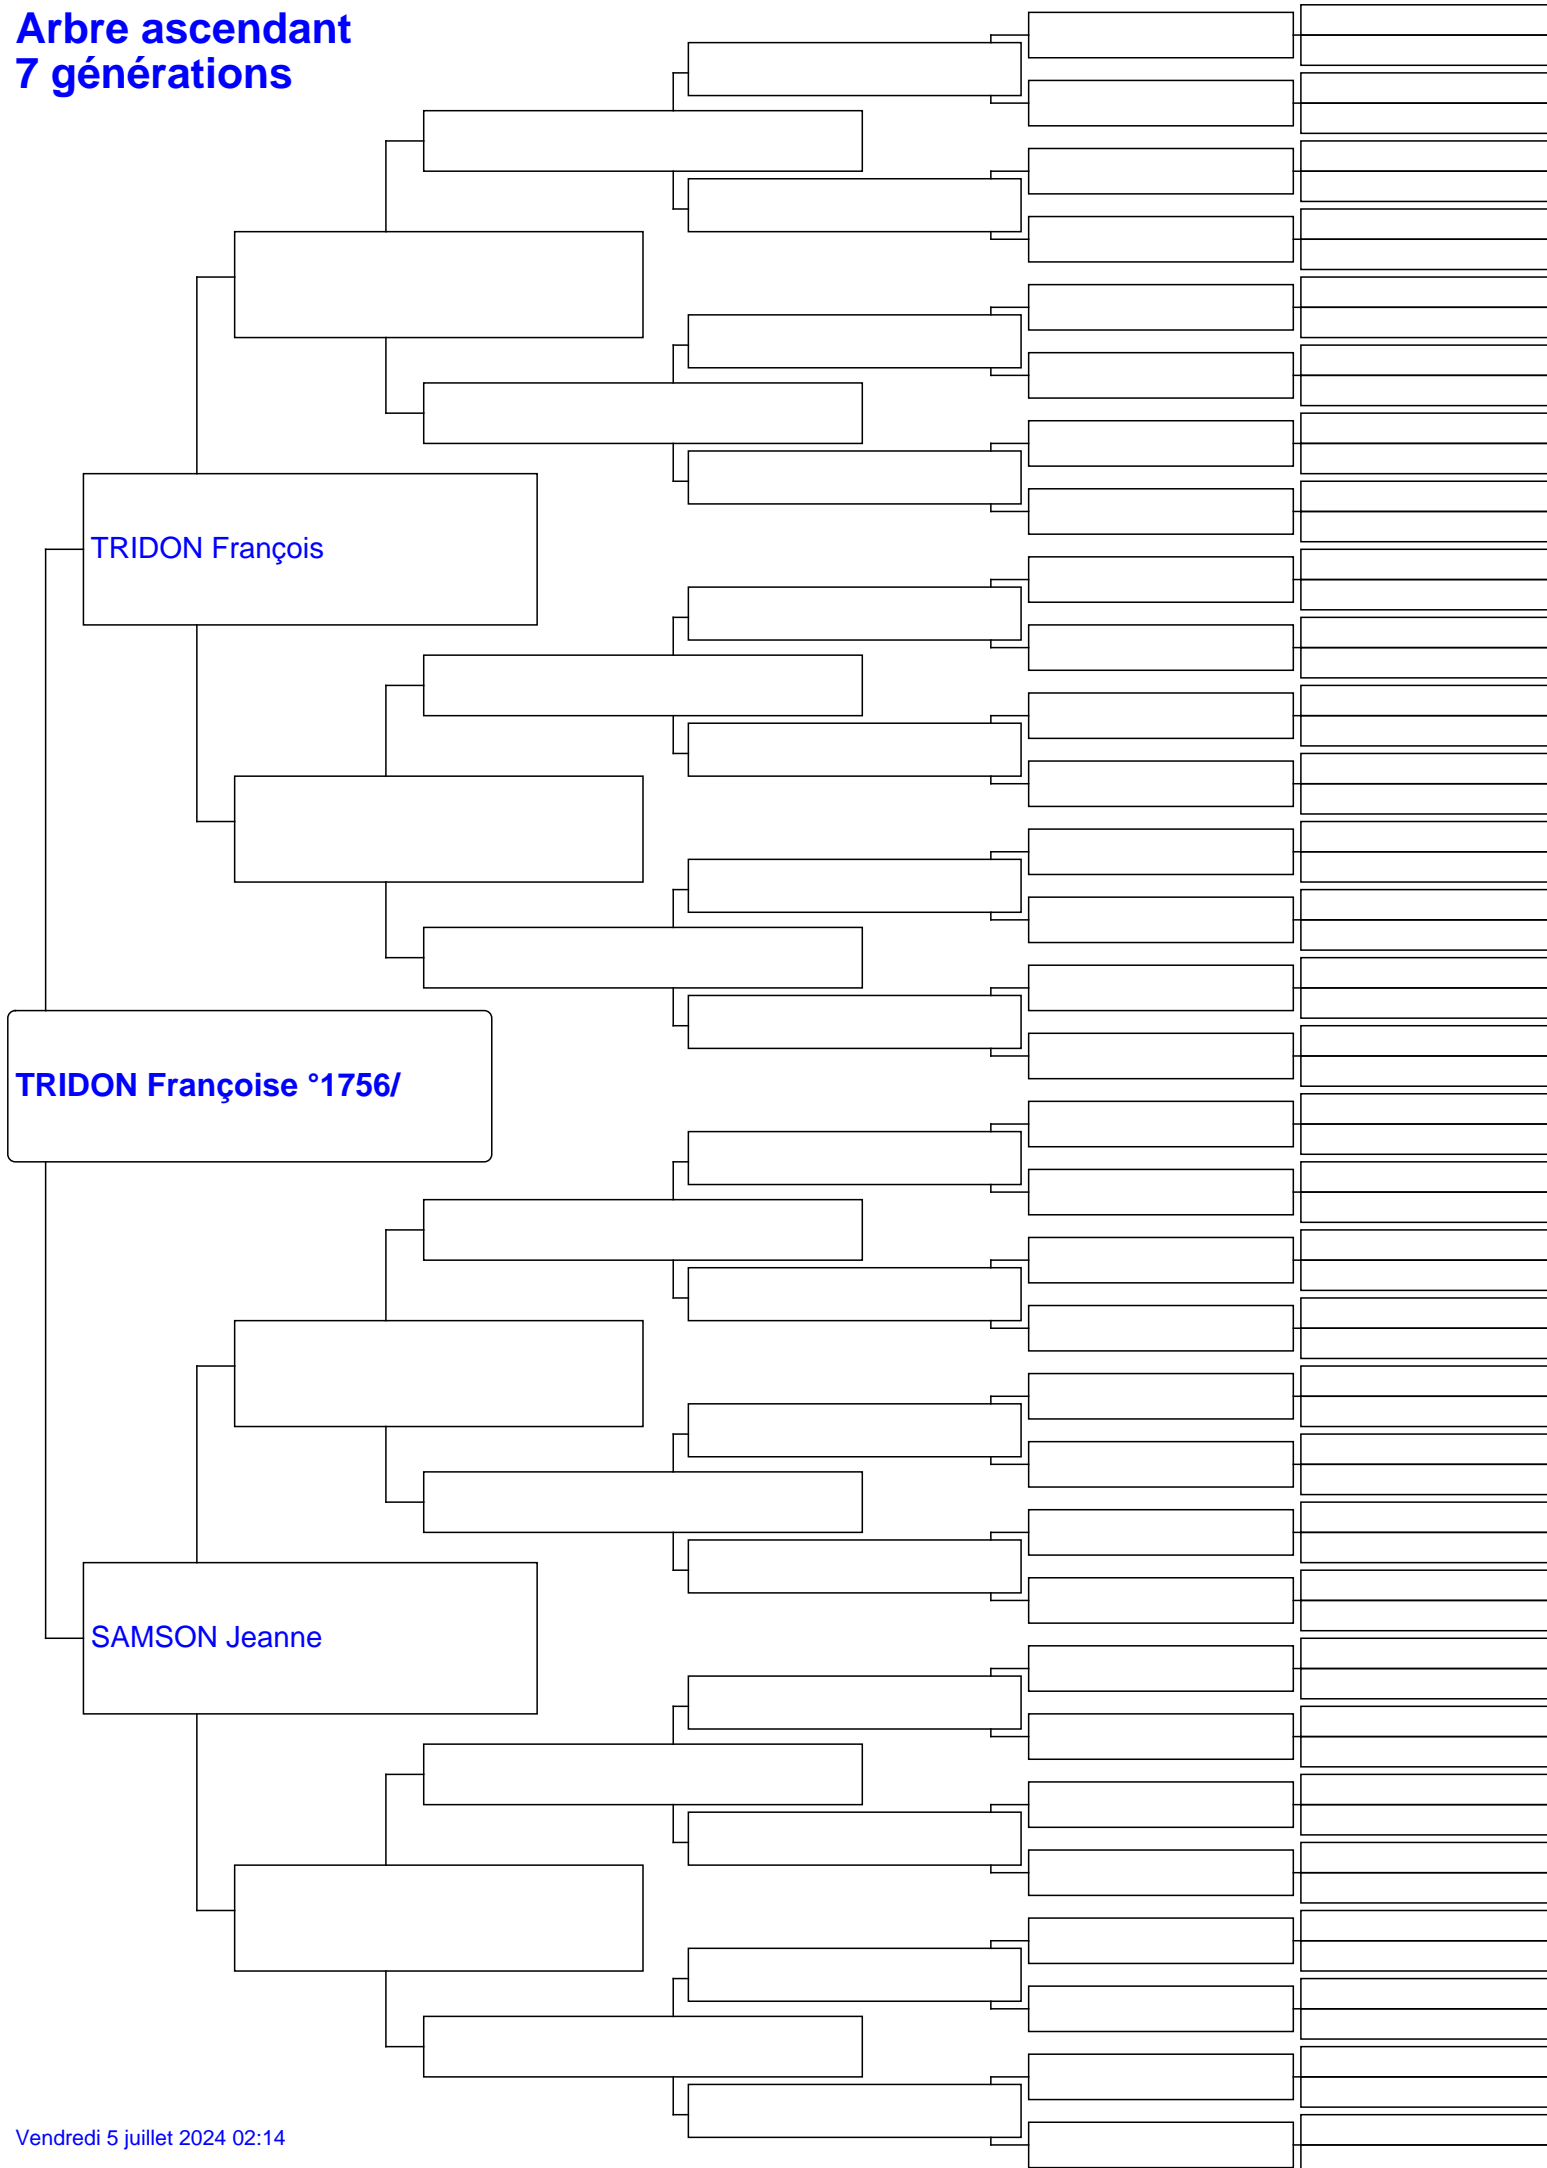 Arbre ascendant
7 générations
TRIDON François
TRIDON Françoise °1756/
SAMSON Jeanne
Vendredi 5 juillet 2024 02:14